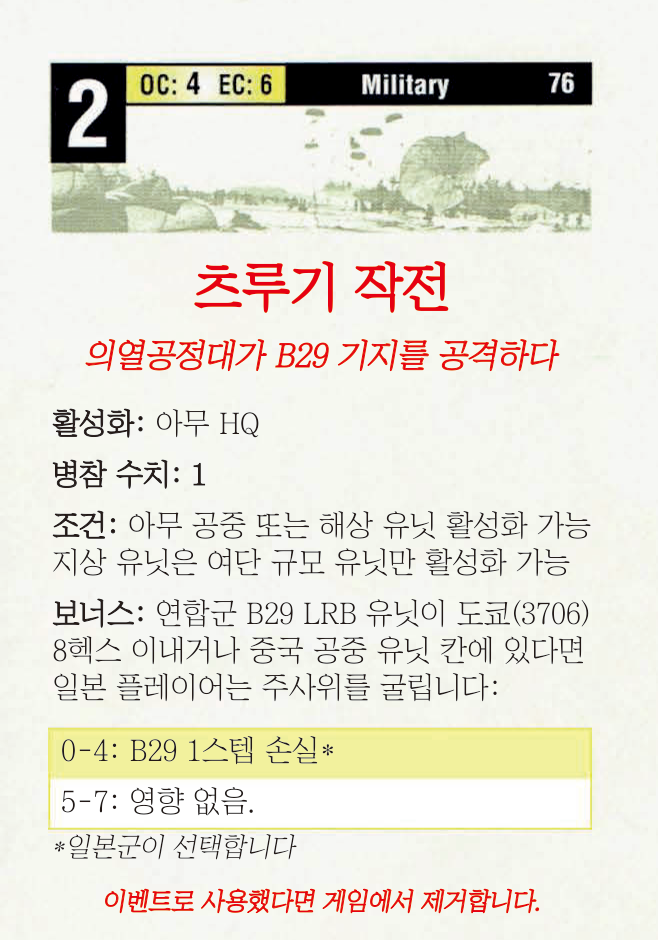 2 OC: 4 EC: 6 Military 76
츠루기 작전
의열공정대가 B29 기지를 공격하다
활성화: 아무 HQ
병참 수치: 1
조건: 아무 공중 또는 해상 유닛 활성화 가능
지상 유닛은 여단 규모 유닛만 활성화 가능
보너스: 연합군 B29 LRB 유닛이 도쿄(3706)
8헥스 이내거나 중국 공중 유닛 칸에 있다면
일본 플레이어는 주사위를 굴립니다:
0-4: B29 1스텝 손실*
5-7: 영향 없음.
*일본군이 선택합니다
이벤트로 사용했다면 게임에서 제거합니다.